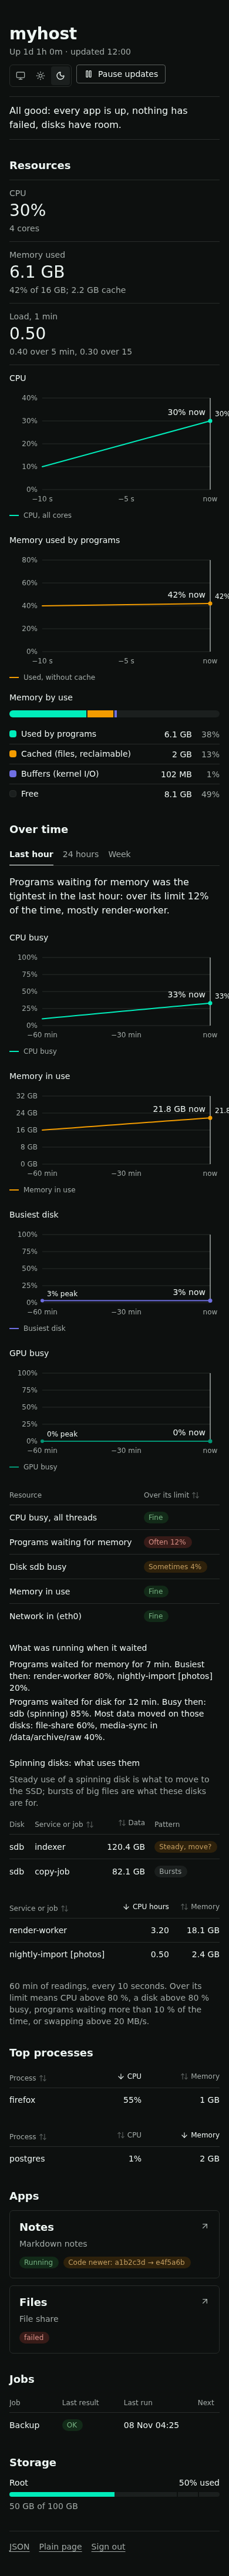 myhost
Up 1d 1h 0m · updated 12:00
Pause updates
All good: every app is up, nothing has
failed, disks have room.
Resources
CPU
30%
4 cores
Memory used
6.1 GB
42% of 16 GB; 2.2 GB cache
Load, 1 min
0.50
0.40 over 5 min, 0.30 over 15
CPU
40%
30% now
30%
30%
20%
10%
0%
−10 s
−5 s
now
CPU, all cores
Memory used by programs
80%
60%
42% now
42%
40%
20%
0%
−10 s
−5 s
now
Used, without cache
Memory by use
Used by programs 6.1 GB 38%
Cached (files, reclaimable) 2 GB 13%
Buffers (kernel I/O) 102 MB 1%
Free 8.1 GB 49%
Over time
Last hour 24 hours Week
Programs waiting for memory was the
tightest in the last hour: over its limit 12%
of the time, mostly render-worker.
CPU busy
100%
75%
50%
33% now
33%
25%
0%
−60 min
−30 min
now
CPU busy
Memory in use
32 GB
24 GB
21.8 GB now
21.8
16 GB
8 GB
0 GB
−60 min
−30 min
now
Memory in use
Busiest disk
100%
75%
50%
25%
3% peak
3% now
0%
−60 min
−30 min
now
Busiest disk
GPU busy
100%
75%
50%
25%
0% peak
0% now
0%
−60 min
−30 min
now
GPU busy
Resource Over its limit
CPU busy, all threads Fine
Programs waiting for memory Often 12%
Disk sdb busy Sometimes 4%
Memory in use Fine
Network in (eth0) Fine
What was running when it waited
Programs waited for memory for 7 min. Busiest
then: render-worker 80%, nightly-import [photos]
20%.
Programs waited for disk for 12 min. Busy then:
sdb (spinning) 85%. Most data moved on those
disks: file-share 60%, media-sync in
/data/archive/raw 40%.
Spinning disks: what uses them
Steady use of a spinning disk is what to move to
the SSD; bursts of big files are what these disks
are for.
Disk Service or job Data Pattern
sdb indexer 120.4 GB Steady, move?
sdb copy-job 82.1 GB Bursts
Service or job CPU hours Memory
render-worker 3.20 18.1 GB
nightly-import [photos] 0.50 2.4 GB
60 min of readings, every 10 seconds. Over its
limit means CPU above 80 %, a disk above 80 %
busy, programs waiting more than 10 % of the
time, or swapping above 20 MB/s.
Top processes
Process CPU Memory
firefox 55% 1 GB
Process CPU Memory
postgres 1% 2 GB
Apps
Notes
Markdown notes
Running Code newer: a1b2c3d → e4f5a6b
Files
File share
failed
Jobs
Job Last result Last run Next
Backup OK 08 Nov 04:25
Storage
Root 50% used
50 GB of 100 GB
JSON Plain page Sign out